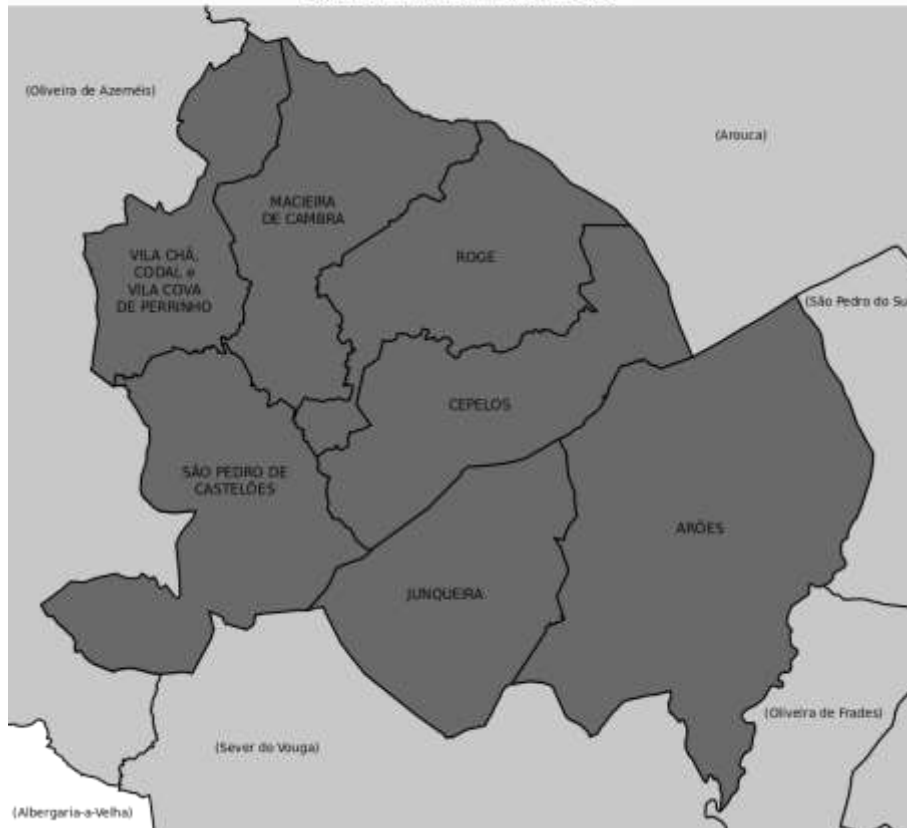 (Oliveira de Azeméis)
(Arouca)
MACIEIRA
DE CAMBRA
VILA CHÃ,
CODAL e
VILA COVA
DE PERRINHO
ROGE
(São Pedro do Su
CEPELOS
SÃO PEDRO DE
CASTELÕES
ARÕES
JUNQUEIRA
(Oliveira de Frades)
(Sever do Vouga)
(Albergaria-a-Velha)